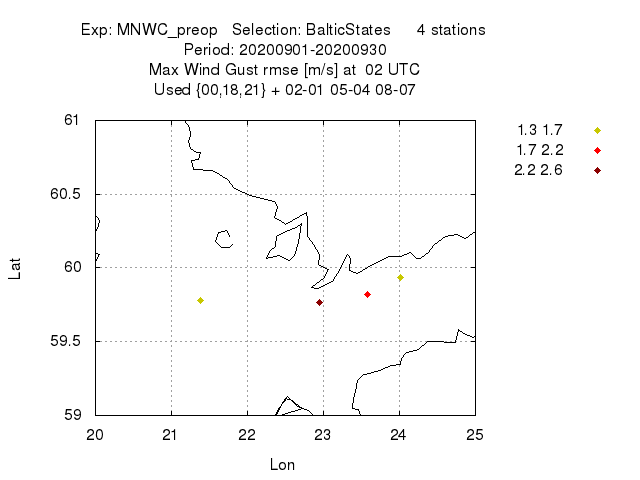 Exp: MNWC_preop   Selection: BalticStates      4 stations
Period: 20200901-20200930
Max Wind Gust rmse [m/s] at  02 UTC
Used {00,18,21} + 02-01 05-04 08-07
61
60.5
60
59.5
59
Lat
20 21 22 23 24 25
Lon
1.3 1.7
1.7 2.2
2.2 2.6